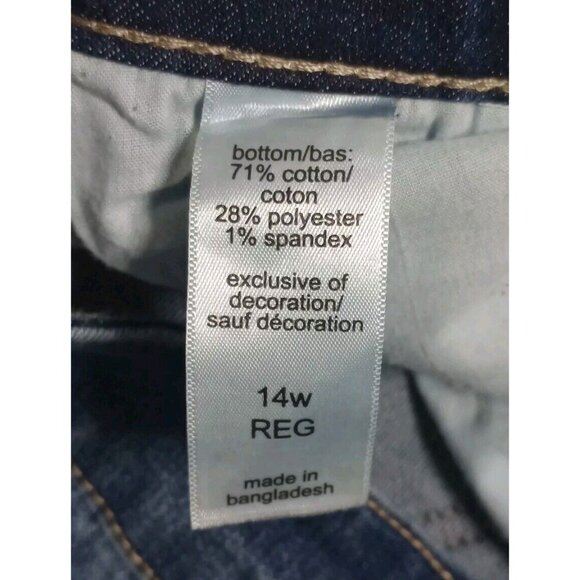 bottom/bas:
71% cotton/
coton
28% polyester
1% spandex
exclusive of
decoration/
sauf décoration
14w
REG
made in
bangladesh